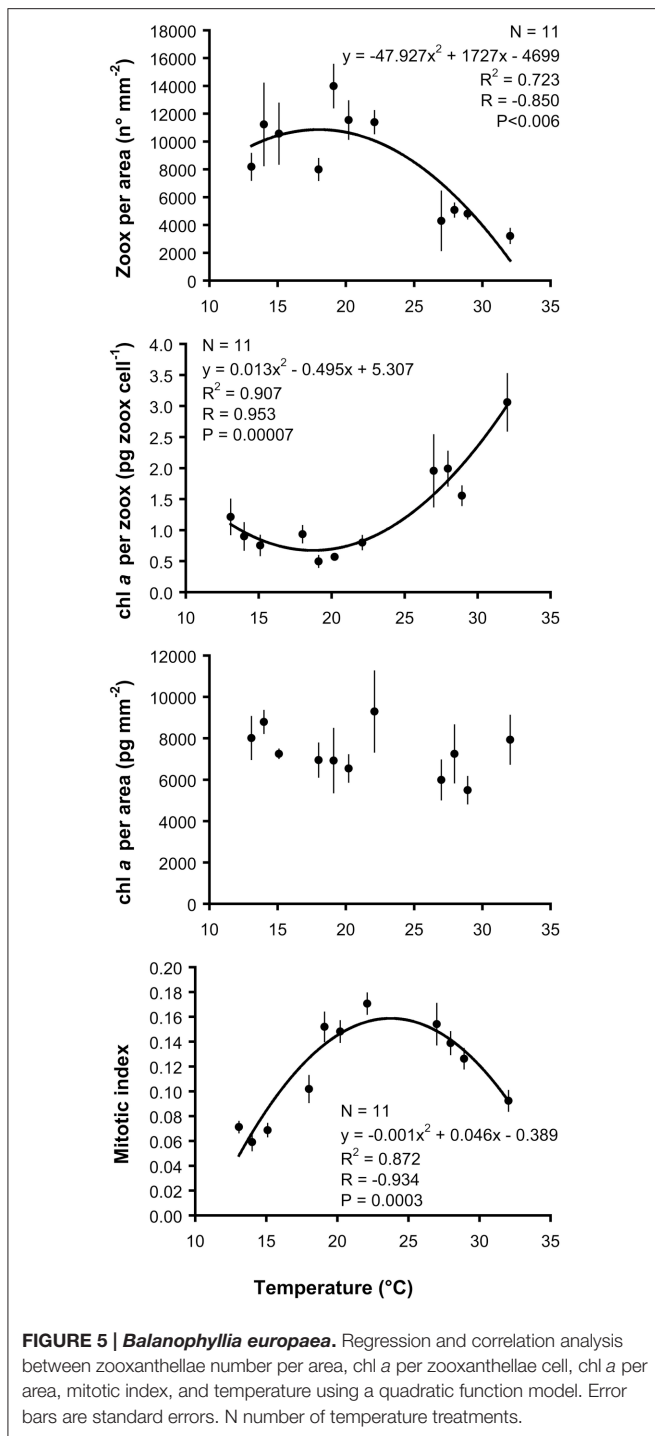 18000
16000
14000
12000
10000
8000
6000
4000
2000
0
Zoox per area (n° mm⁻²)
N = 11
y = -47.927x² + 1727x - 4699
R² = 0.723
R = -0.850
P<0.006
10 15 20 25 30 35
4.0
3.5
3.0
2.5
2.0
1.5
1.0
0.5
0.0
chl a per zoox (pg zoox cell⁻¹)
N = 11
y = 0.013x² - 0.495x + 5.307
R² = 0.907
R = 0.953
P = 0.00007
10 15 20 25 30 35
12000
10000
8000
6000
4000
2000
0
chl a per area (pg mm⁻²)
10 15 20 25 30 35
0.20
0.18
0.16
0.14
0.12
0.10
0.08
0.06
0.04
0.02
0.00
Mitotic index
N = 11
y = -0.001x² + 0.046x - 0.389
R² = 0.872
R = -0.934
P = 0.0003
10 15 20 25 30 35
Temperature (°C)
FIGURE 5 | Balanophyllia europaea. Regression and correlation analysis
between zooxanthellae number per area, chl a per zooxanthellae cell, chl a per
area, mitotic index, and temperature using a quadratic function model. Error
bars are standard errors. N number of temperature treatments.